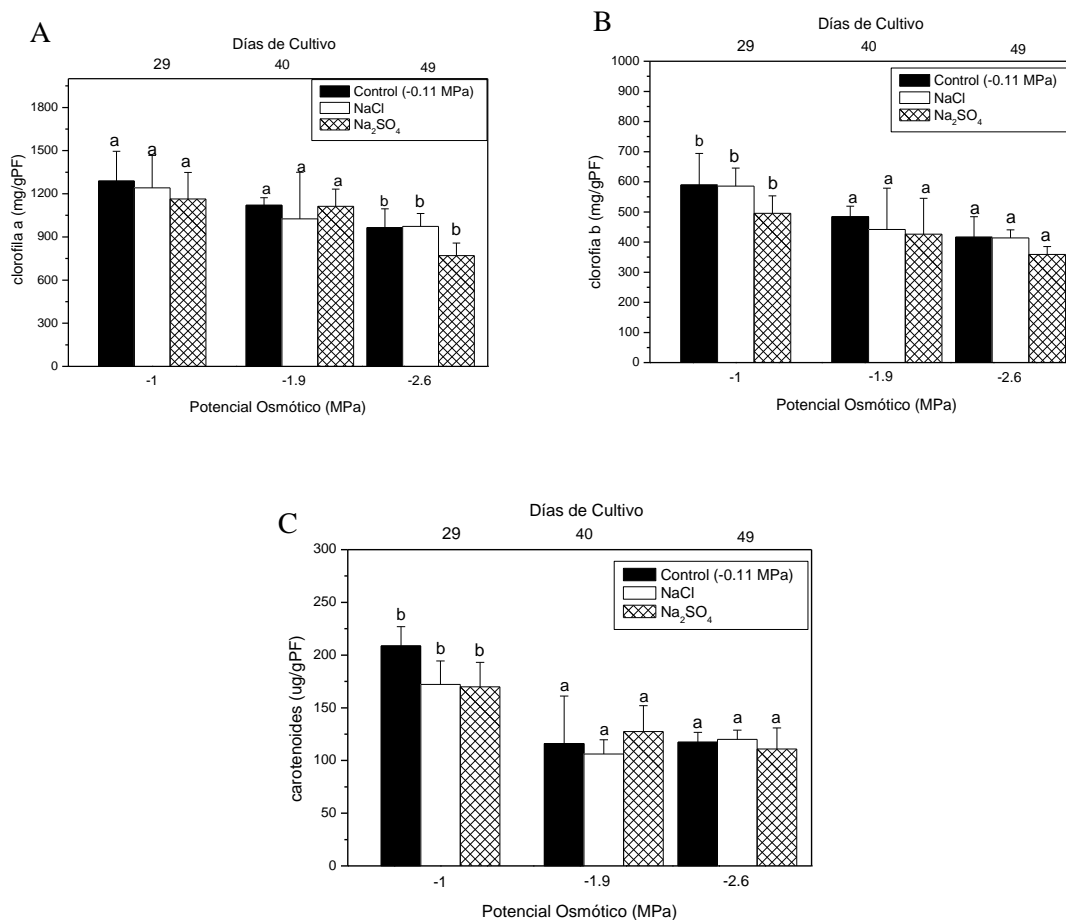 A
Días de Cultivo
29 40 49
Control (-0.11 MPa)
NaCl
Na₂SO₄
clorofila a (mg/gPF)
1800
1500
1200
900
600
300
0
a a a a a a b b b
-1 -1.9 -2.6
Potencial Osmótico (MPa)
B
Días de Cultivo
29 40 49
Control (-0.11 MPa)
NaCl
Na₂SO₄
clorofia b (mg/gPF)
1000
900
800
700
600
500
400
300
200
100
0
b b b a a a a a a
-1 -1.9 -2.6
Potencial Osmótico (MPa)
C
Días de Cultivo
29 40 49
Control (-0.11 MPa)
NaCl
Na₂SO₄
carotenoides (ug/gPF)
300
250
200
150
100
50
0
b b b a a a a a a
-1 -1.9 -2.6
Potencial Osmótico (MPa)